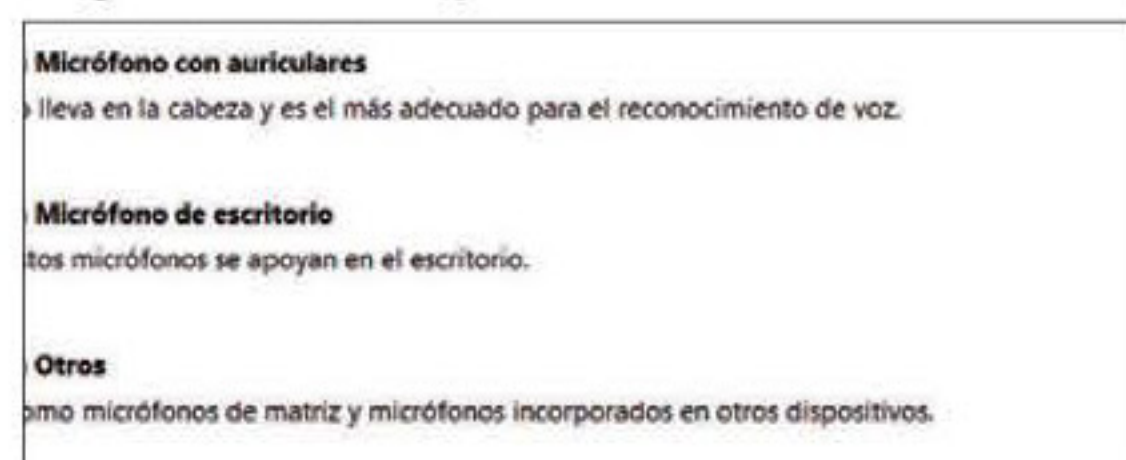 Micrófono con auriculares
lleva en la cabeza y es el más adecuado para el reconocimiento de voz.
Micrófono de escritorio
tos micrófonos se apoyan en el escritorio.
Otros
omo micrófonos de matriz y micrófonos incorporados en otros dispositivos.